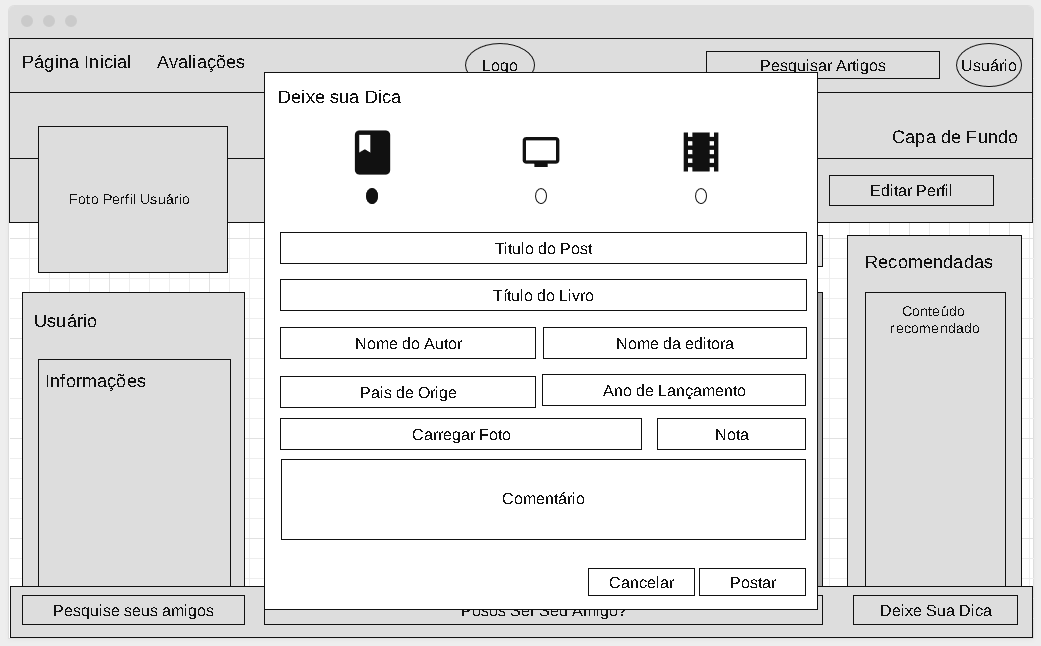 Página Inicial
Avaliações
Logo
Pesquisar Artigos
Usuário
Deixe sua Dica
Capa de Fundo
Editar Perfil
Foto Perfil Usuário
Titulo do Post
Título do Livro
Nome do Autor
Nome da editora
Pais de Orige
Ano de Lançamento
Carregar Foto
Nota
Comentário
Cancelar
Postar
Recomendadas
Conteúdo
recomendado
Usuário
Informações
Pesquise seus amigos
Posos Ser Seu Amigo?
Deixe Sua Dica